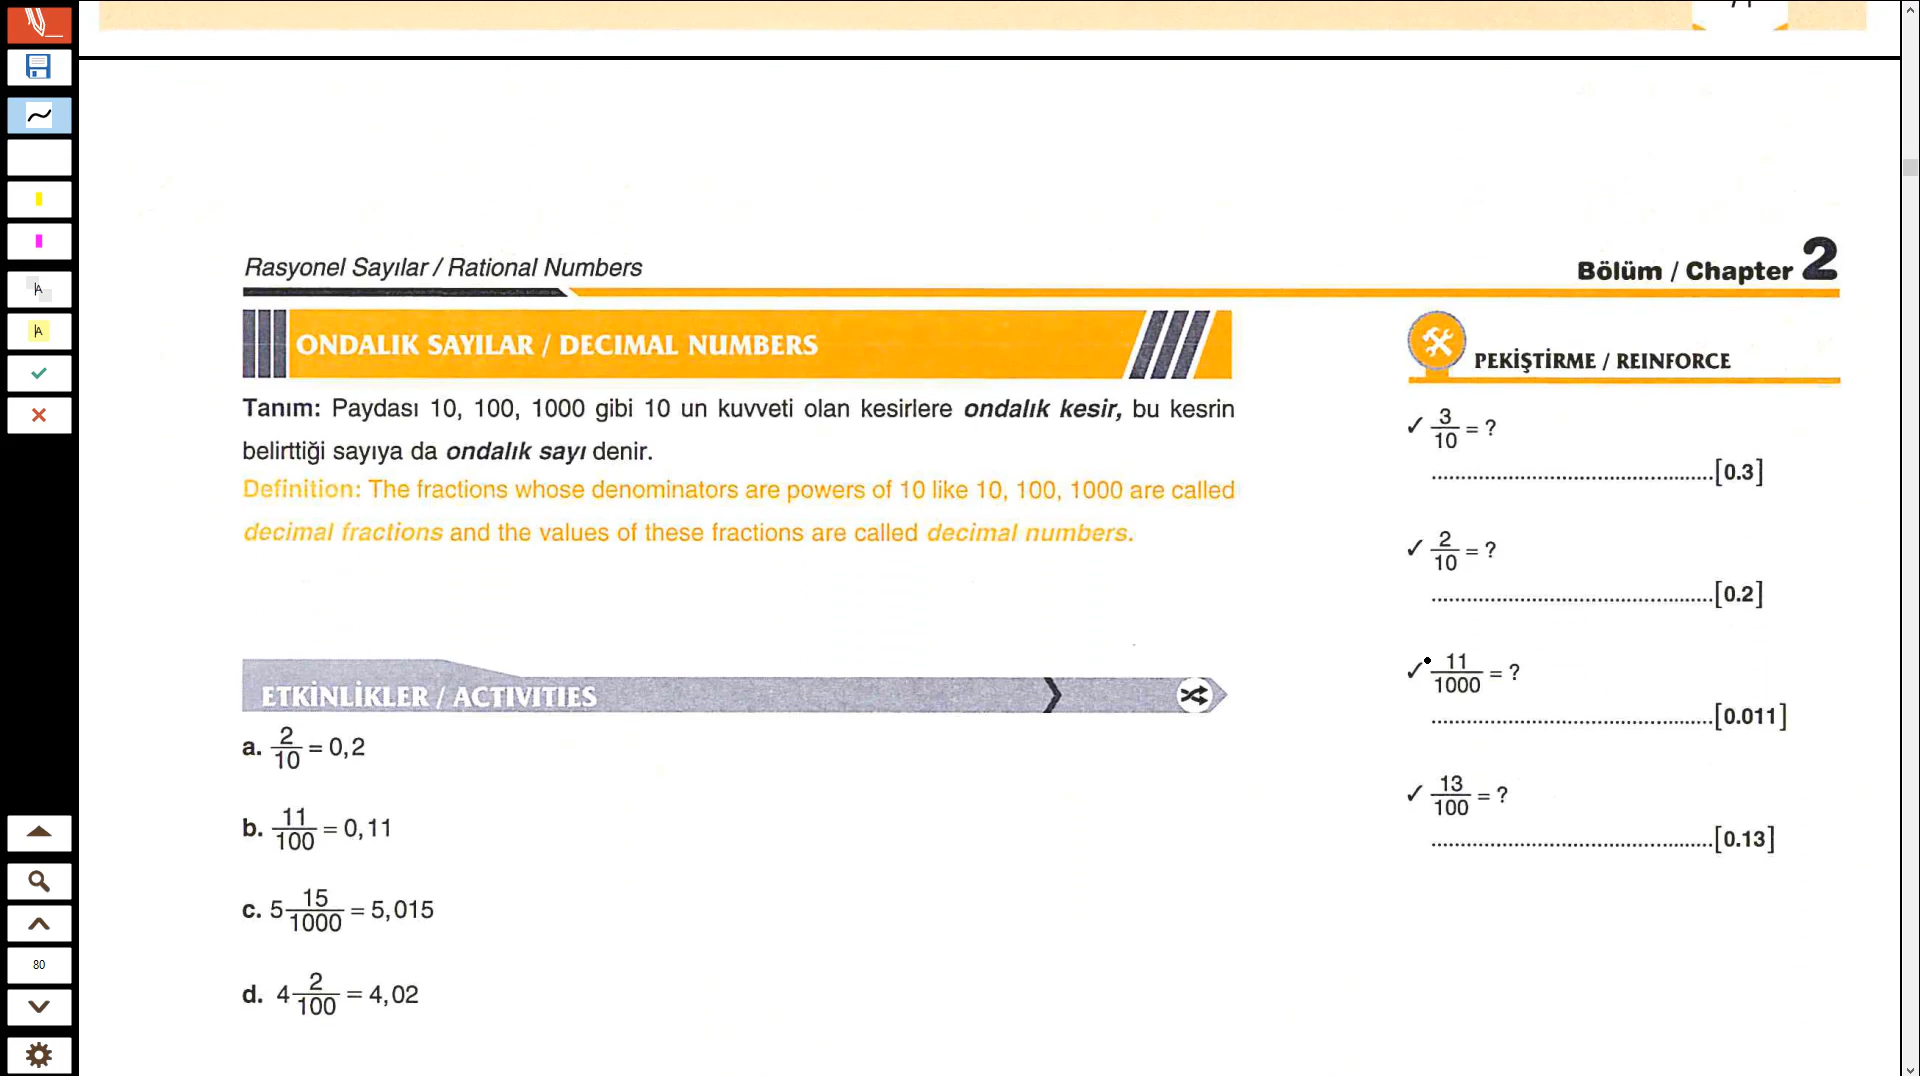 Rasyonel Sayılar / Rational Numbers
Bölüm / Chapter 2
ONDALIK SAYILAR / DECIMAL NUMBERS
Tanım: Paydası 10, 100, 1000 gibi 10 un kuvveti olan kesirlere ondalık kesir, bu kesrin
belirttiği sayıya da ondalık sayı denir.
Definition: The fractions whose denominators are powers of 10 like 10, 100, 1000 are called
decimal fractions and the values of these fractions are called decimal numbers.
ETKİNLİKLER / ACTIVITIES
a. 2/10 = 0,2
b. 11/100 = 0,11
c. 5 15/1000 = 5,015
d. 4 2/100 = 4,02
PEKİŞTİRME / REINFORCE
✓ 3/10 = ?
................................................[0.3]
✓ 2/10 = ?
................................................[0.2]
✓ 11/1000 = ?
................................................[0.011]
✓ 13/100 = ?
................................................[0.13]
A
A
80